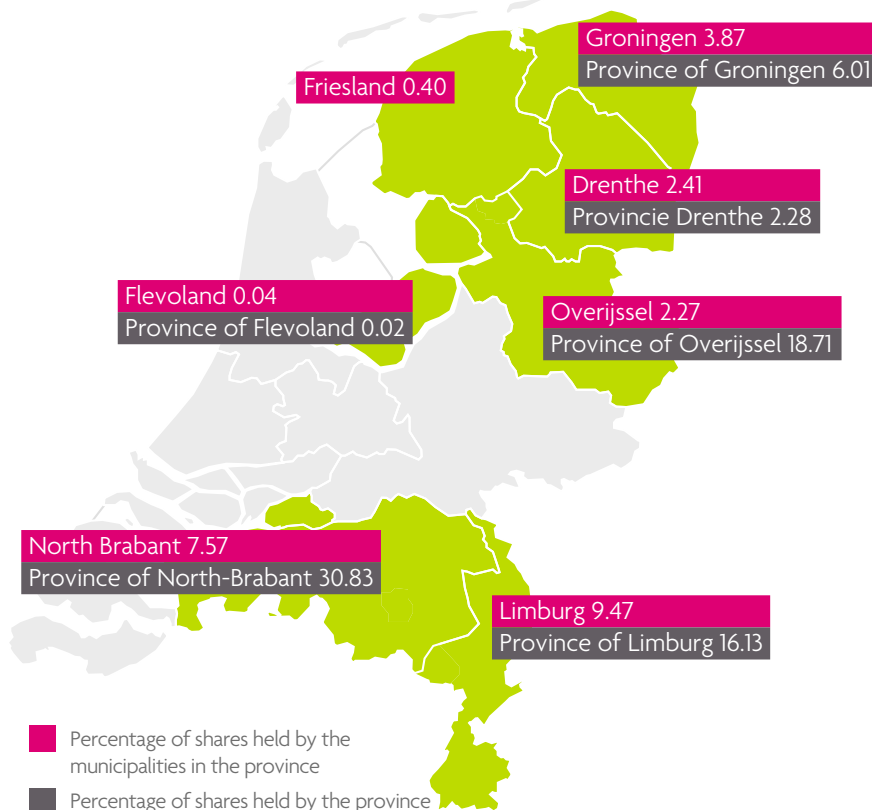 Groningen 3.87
Province of Groningen 6.01
Friesland 0.40
Drenthe 2.41
Provincie Drenthe 2.28
Flevoland 0.04
Province of Flevoland 0.02
Overijssel 2.27
Province of Overijssel 18.71
North Brabant 7.57
Province of North-Brabant 30.83
Limburg 9.47
Province of Limburg 16.13
Percentage of shares held by the
municipalities in the province
Percentage of shares held by the province